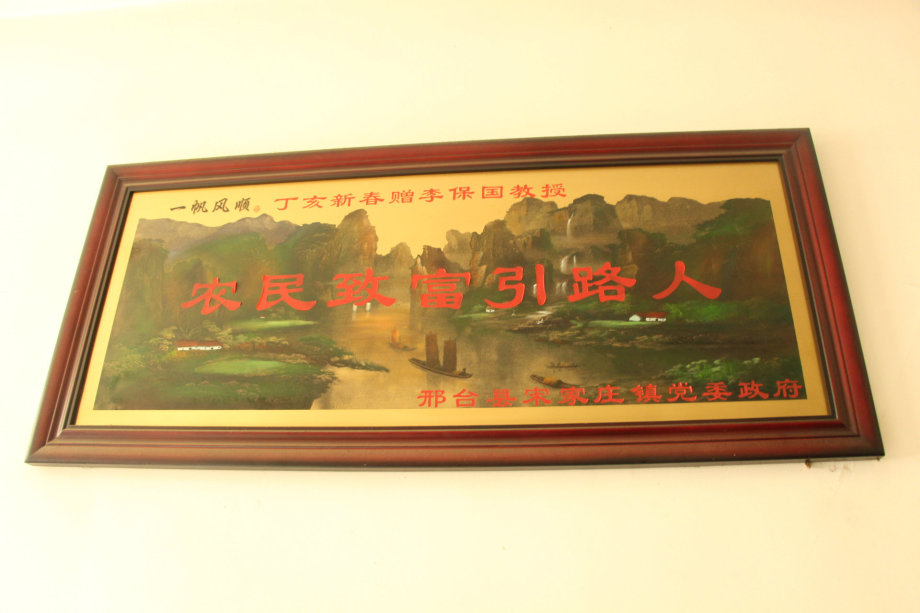 一帆风顺 丁亥新春赠李保国教授
农民致富引路人
邢台县宋家庄镇党委政府